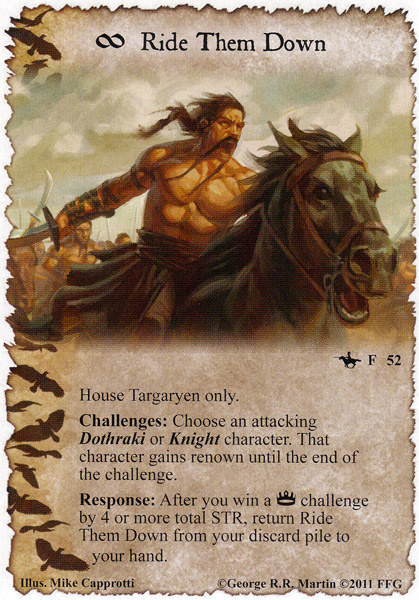 ∞ Ride Them Down
F 52
House Targaryen only.
Challenges: Choose an attacking
Dothraki or Knight character. That
character gains renown until the end of
the challenge.
Response: After you win a challenge
by 4 or more total STR, return Ride
Them Down from your discard pile to
your hand.
Illus. Mike Capprotti ©George R.R. Martin ©2011 FFG